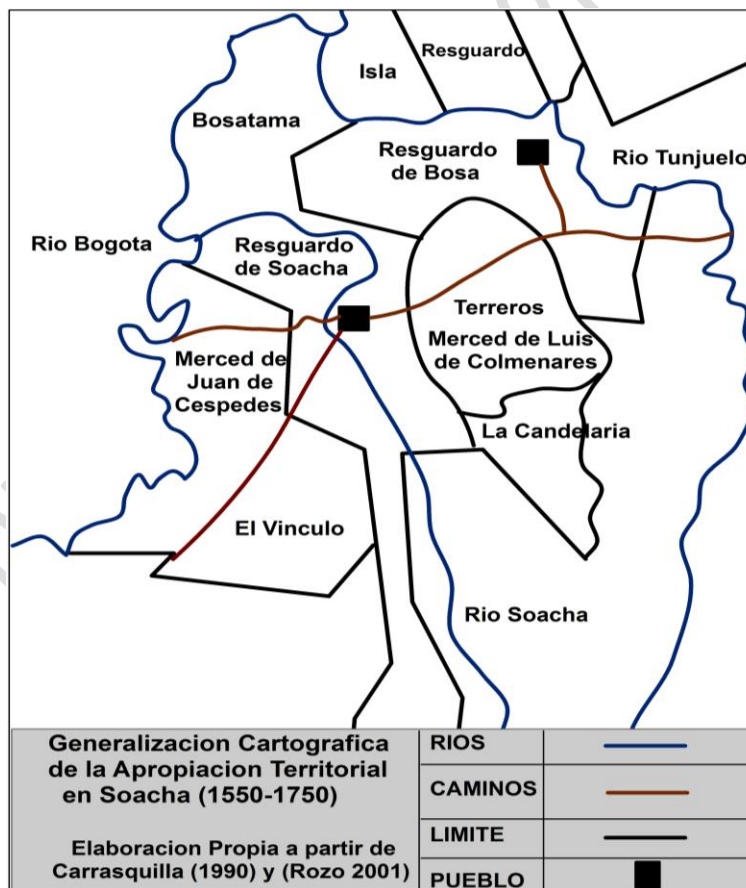 Isla
Resguardo
Bosatama
Resguardo
de Bosa
Rio Tunjuelo
Rio Bogota
Resguardo
de Soacha
Terreros
Merced de Luis
de Colmenares
Merced de
Juan de
Cespedes
La Candelaria
El Vinculo
Rio Soacha
Generalizacion Cartografica
de la Apropiacion Territorial
en Soacha (1550-1750)
Elaboracion Propia a partir de
Carrasquilla (1990) y (Rozo 2001)
RIOS
CAMINOS
LIMITE
PUEBLO